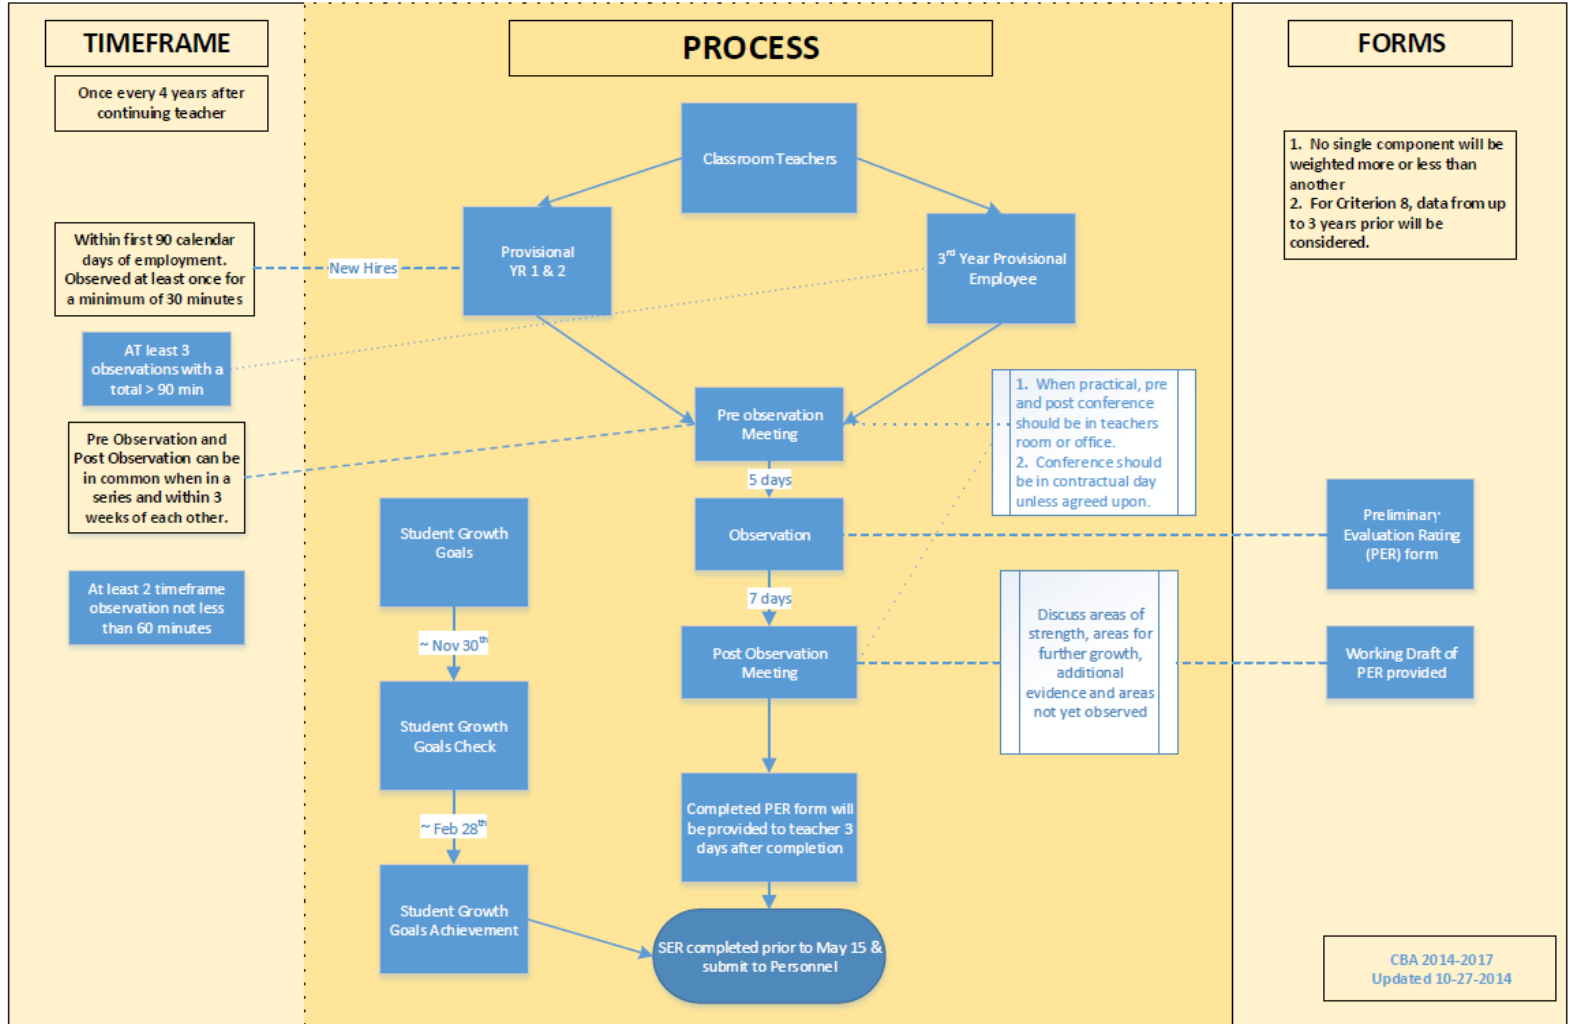 TIMEFRAME
Once every 4 years after
continuing teacher
Within first 90 calendar
days of employment.
Observed at least once for
a minimum of 30 minutes
AT least 3
observations with a
total > 90 min
Pre Observation and
Post Observation can be
in common when in a
series and within 3
weeks of each other.
At least 2 timeframe
observation not less
than 60 minutes
PROCESS
Classroom Teachers
Provisional
YR 1 & 2
New Hires
3rd Year Provisional
Employee
Pre observation
Meeting
1. When practical, pre
and post conference
should be in teachers
room or office.
2. Conference should
be in contractual day
unless agreed upon.
5 days
Observation
7 days
Post Observation
Meeting
Discuss areas of
strength, areas for
further growth,
additional
evidence and areas
not yet observed
Completed PER form will
be provided to teacher 3
days after completion
Student Growth
Goals
~ Nov 30th
Student Growth
Goals Check
~ Feb 28th
Student Growth
Goals Achievement
SER completed prior to May 15 &
submit to Personnel
FORMS
1. No single component will be
weighted more or less than
another
2. For Criterion 8, data from up
to 3 years prior will be
considered.
Preliminary
Evaluation Rating
(PER) form
Working Draft of
PER provided
CBA 2014-2017
Updated 10-27-2014